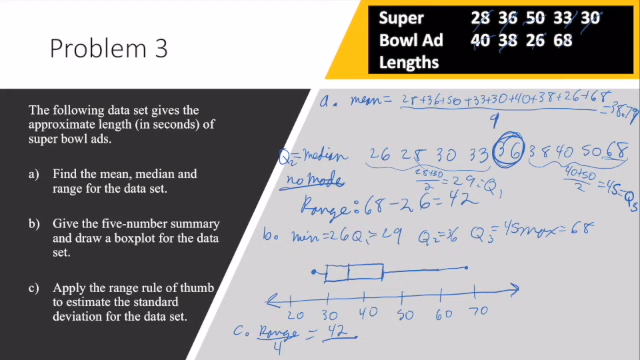 Problem 3
Super 28 36 50 33 30
Bowl Ad 40 38 26 68
Lengths
The following data set gives the
approximate length (in seconds) of
super bowl ads.
a) Find the mean, median and
range for the data set.
b) Give the five-number summary
and draw a boxplot for the data
set.
c) Apply the range rule of thumb
to estimate the standard
deviation for the data set.
a. mean = 28+36+50+33+30+40+38+26+68
9
Q2=median 26 28 30 33 36 38 40 50 68
no mode
28+30
2 = 29 = Q1
40+50
2 = 45 = Q3
Range: 68 - 26 = 42
b. min = 26 Q1 = 29 Q2 = 36 Q3 = 45 max = 68
20 30 40 50 60 70
c. Range = 42
4